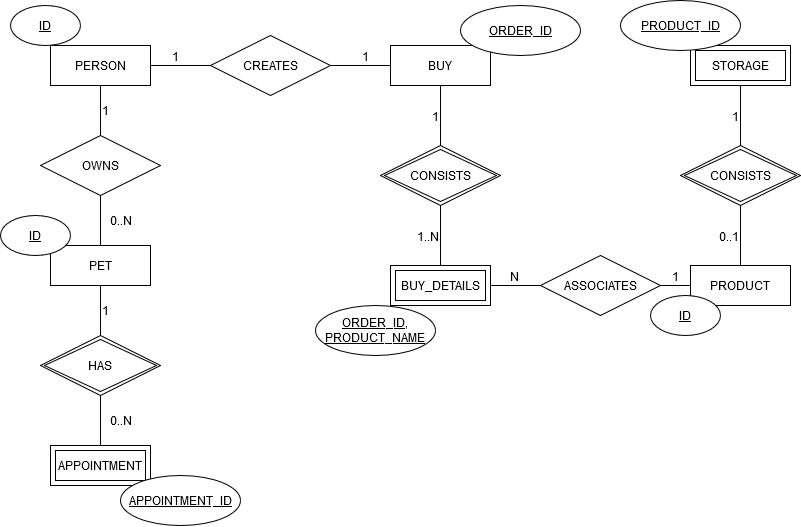 ID
ORDER_ID
PRODUCT_ID
PERSON
1
CREATES
1
BUY
STORAGE
1
1
1
OWNS
CONSISTS
CONSISTS
0..N
1..N
0..1
ID
PET
BUY_DETAILS
N
ASSOCIATES
1
PRODUCT
1
ORDER_ID,
PRODUCT_NAME
ID
HAS
0..N
APPOINTMENT
APPOINTMENT_ID